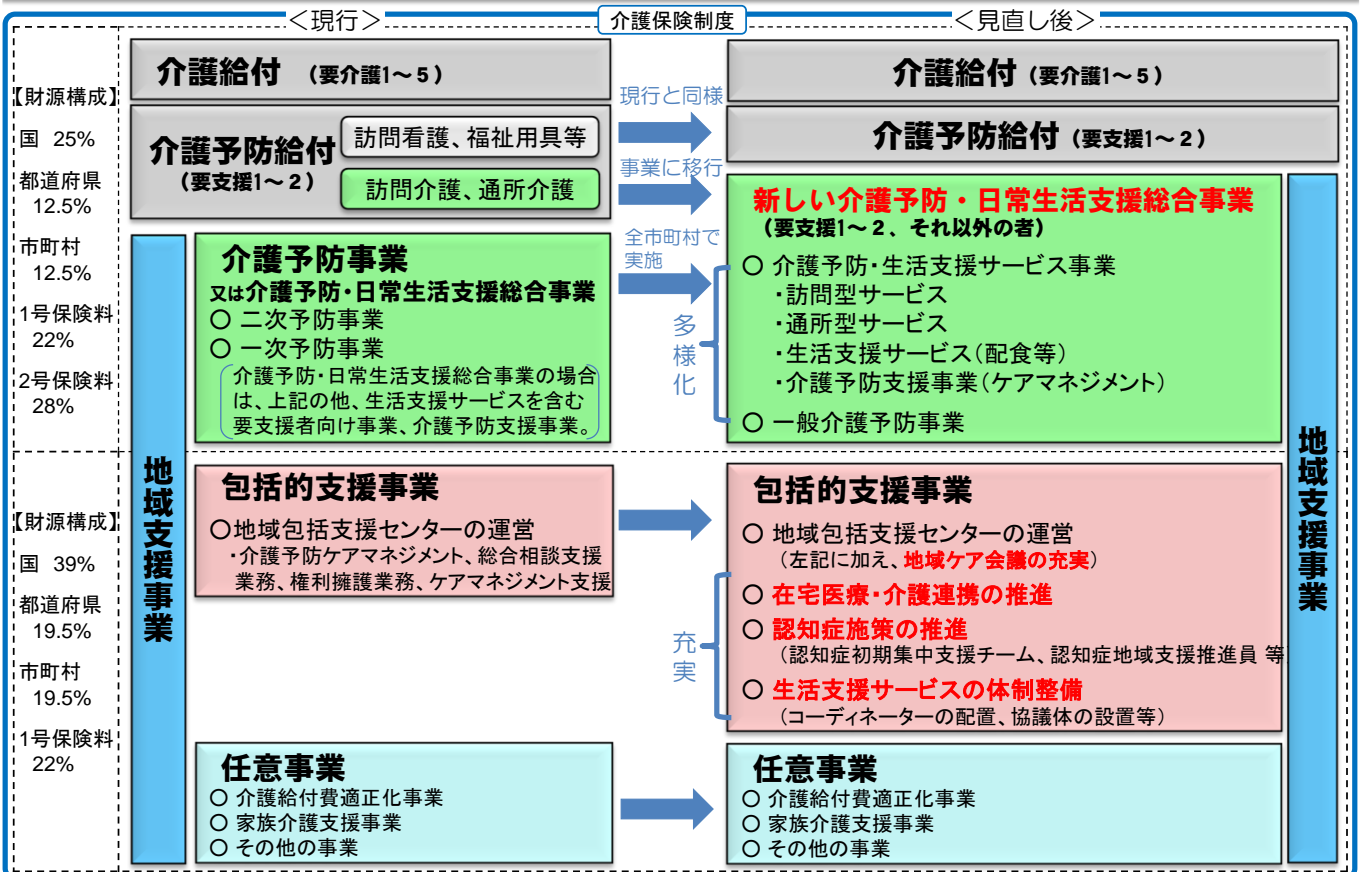 ＜現行＞
介護保険制度
＜見直し後＞
【財源構成】
国 25%
都道府県
12.5%
市町村
12.5%
1号保険料
22%
2号保険料
28%
【財源構成】
国 39%
都道府県
19.5%
市町村
19.5%
1号保険料
22%
介護給付 （要介護1～5）
介護予防給付
（要支援1～2）
訪問看護、福祉用具等
訪問介護、通所介護
地域支援事業
介護予防事業
又は介護予防・日常生活支援総合事業
○ 二次予防事業
○ 一次予防事業
介護予防・日常生活支援総合事業の場合
は、上記の他、生活支援サービスを含む
要支援者向け事業、介護予防支援事業。
包括的支援事業
○地域包括支援センターの運営
・介護予防ケアマネジメント、総合相談支援
業務、権利擁護業務、ケアマネジメント支援
任意事業
○ 介護給付費適正化事業
○ 家族介護支援事業
○ その他の事業
現行と同様
事業に移行
全市町村で
実施
多様化
充実
介護給付（要介護1～5）
介護予防給付（要支援1～2）
新しい介護予防・日常生活支援総合事業
（要支援1～2、それ以外の者）
○ 介護予防・生活支援サービス事業
・訪問型サービス
・通所型サービス
・生活支援サービス（配食等）
・介護予防支援事業（ケアマネジメント）
○ 一般介護予防事業
包括的支援事業
○ 地域包括支援センターの運営
（左記に加え、地域ケア会議の充実）
○ 在宅医療・介護連携の推進
○ 認知症施策の推進
（認知症初期集中支援チーム、認知症地域支援推進員 等
○ 生活支援サービスの体制整備
（コーディネーターの配置、協議体の設置等）
任意事業
○ 介護給付費適正化事業
○ 家族介護支援事業
○ その他の事業
地域支援事業